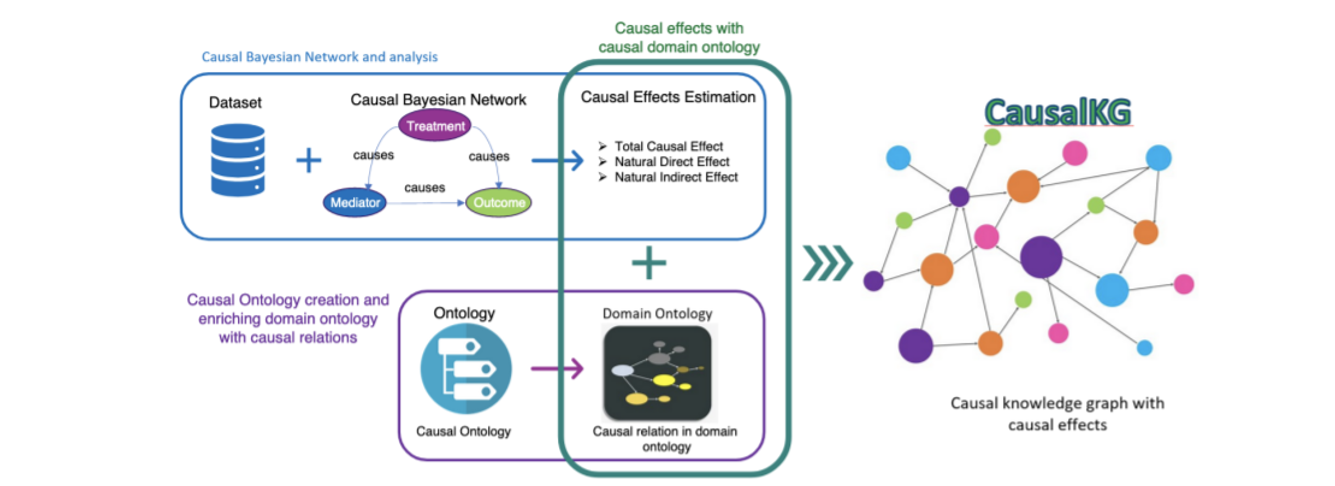 Causal effects with
causal domain ontology
Causal Bayesian Network and analysis
Dataset
Causal Bayesian Network
Treatment
causes
causes
causes
Mediator
Outcome
Causal Effects Estimation
➢ Total Causal Effect
➢ Natural Direct Effect
➢ Natural Indirect Effect
Causal Ontology creation and
enriching domain ontology
with causal relations
Ontology
Causal Ontology
Domain Ontology
Causal relation in domain
ontology
CausalKG
Causal knowledge graph with
causal effects